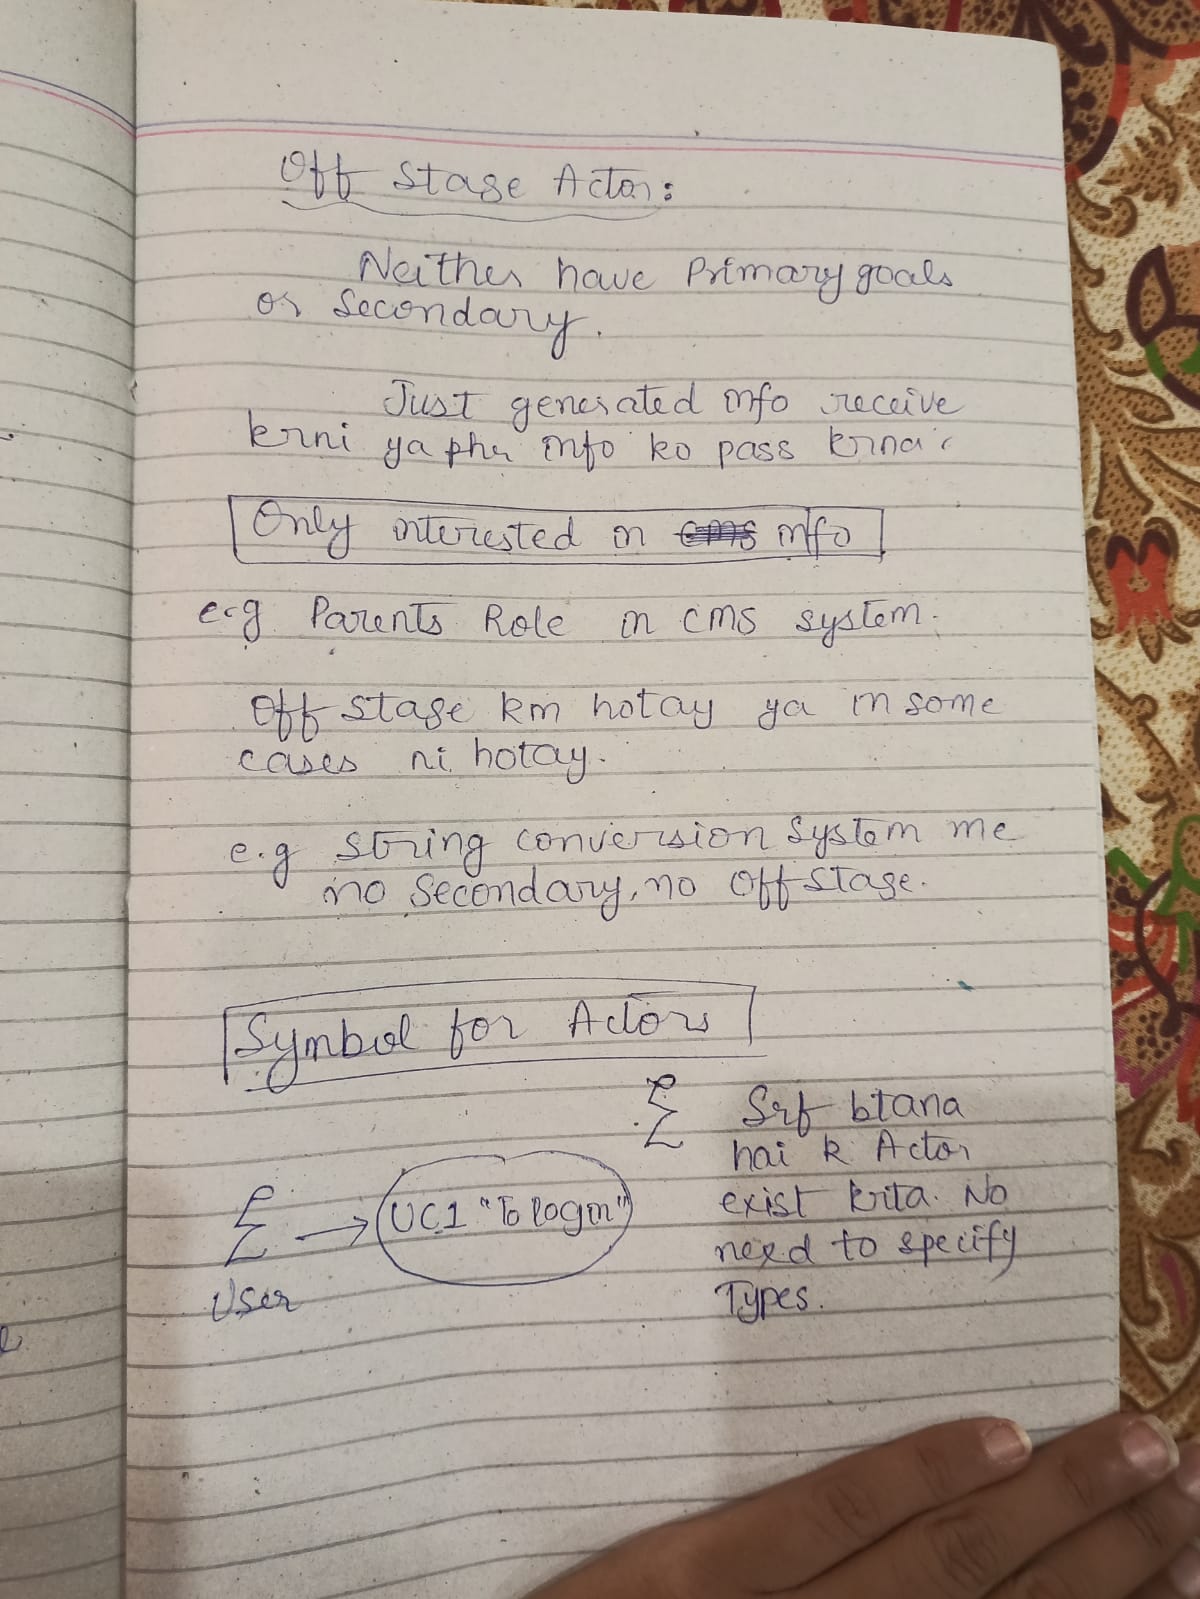 Off Stage Actor:
Neither have Primary goals
or Secondary.
Just generated info receive
krni ya phr info ko pass krna.
Only interested in info
e.g Parents Role in CMS system.
Off stage km hotay ya in some
cases ni hotay.
e.g string conversion system me
no Secondary, no Off Stage.
Symbol for Actors
Srf btana
hai k Actor
exist krta. No
need to specify
Types.
UC1 "To login"
User